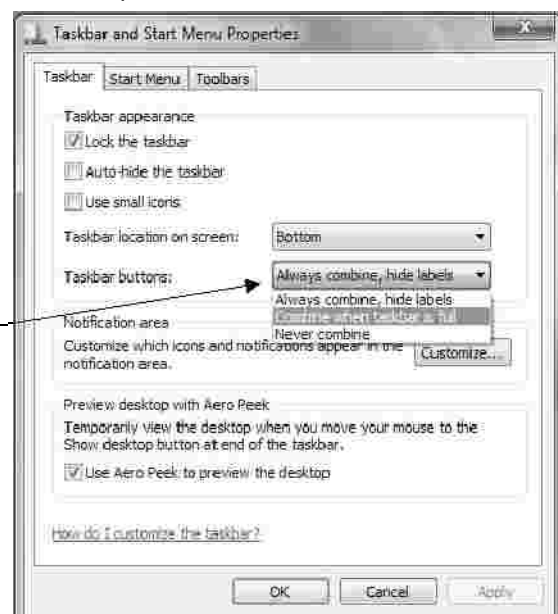 Taskbar and Start Menu Properties
Taskbar Start Menu Toolbars
Taskbar appearance
Lock the taskbar
Auto-hide the taskbar
Use small icons
Taskbar location on screen: Bottom
Taskbar buttons: Always combine, hide labels
Always combine, hide labels
Combine when taskbar is full
Never combine
Notification area
Customize which icons and notifications appear in the
notification area.
Customize...
Preview desktop with Aero Peek
Temporarily view the desktop when you move your mouse to the
Show desktop button at end of the taskbar.
Use Aero Peek to preview the desktop
How do I customize the taskbar?
OK Cancel Apply